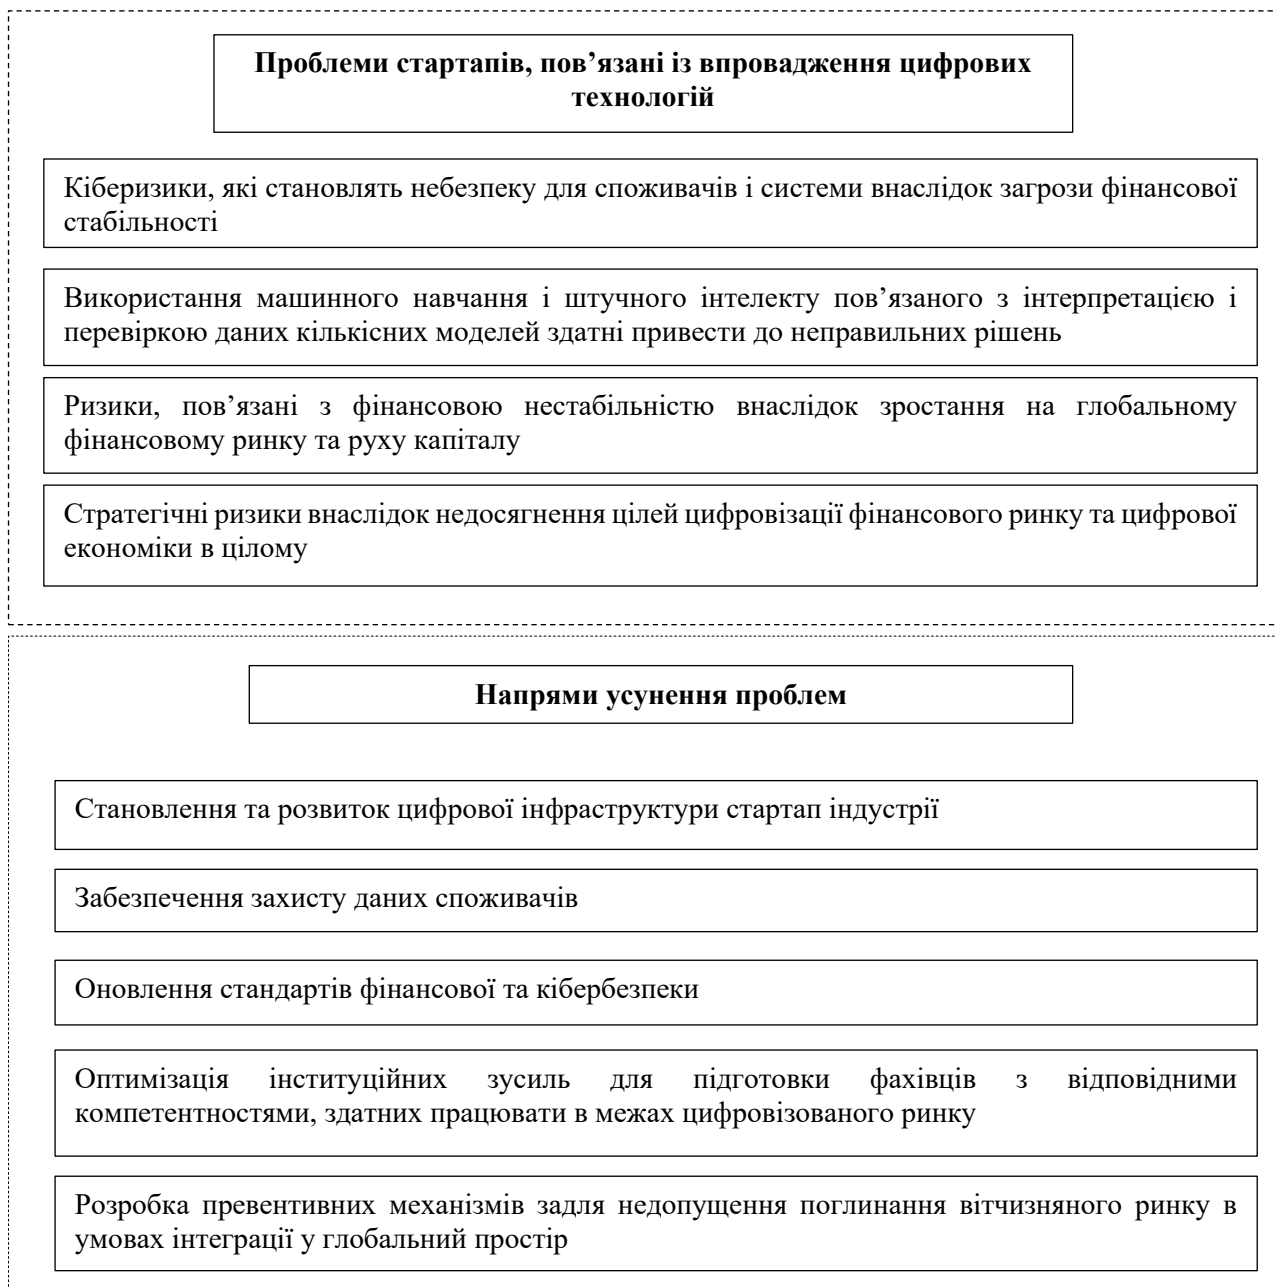 Проблеми стартапів, пов’язані із впровадження цифрових
технологій
Кіберизики, які становлять небезпеку для споживачів і системи внаслідок загрози фінансової
стабільності
Використання машинного навчання і штучного інтелекту пов’язаного з інтерпретацією і
перевіркою даних кількісних моделей здатні привести до неправильних рішень
Ризики, пов’язані з фінансовою нестабільністю внаслідок зростання на глобальному
фінансовому ринку та руху капіталу
Стратегічні ризики внаслідок недосягнення цілей цифровізації фінансового ринку та цифрової
економіки в цілому
Напрями усунення проблем
Становлення та розвиток цифрової інфраструктури стартап індустрії
Забезпечення захисту даних споживачів
Оновлення стандартів фінансової та кібербезпеки
Оптимізація інституційних зусиль для підготовки фахівців з відповідними
компетентностями, здатних працювати в межах цифровізованого ринку
Розробка превентивних механізмів задля недопущення поглинання вітчизняного ринку в
умовах інтеграції у глобальний простір